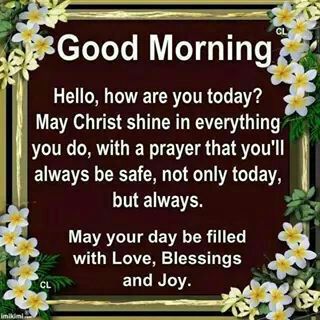 CL
Good Morning
Hello, how are you today?
May Christ shine in everything
you do, with a prayer that you'll
always be safe, not only today,
but always.
May your day be filled
with Love, Blessings
and Joy.
CL